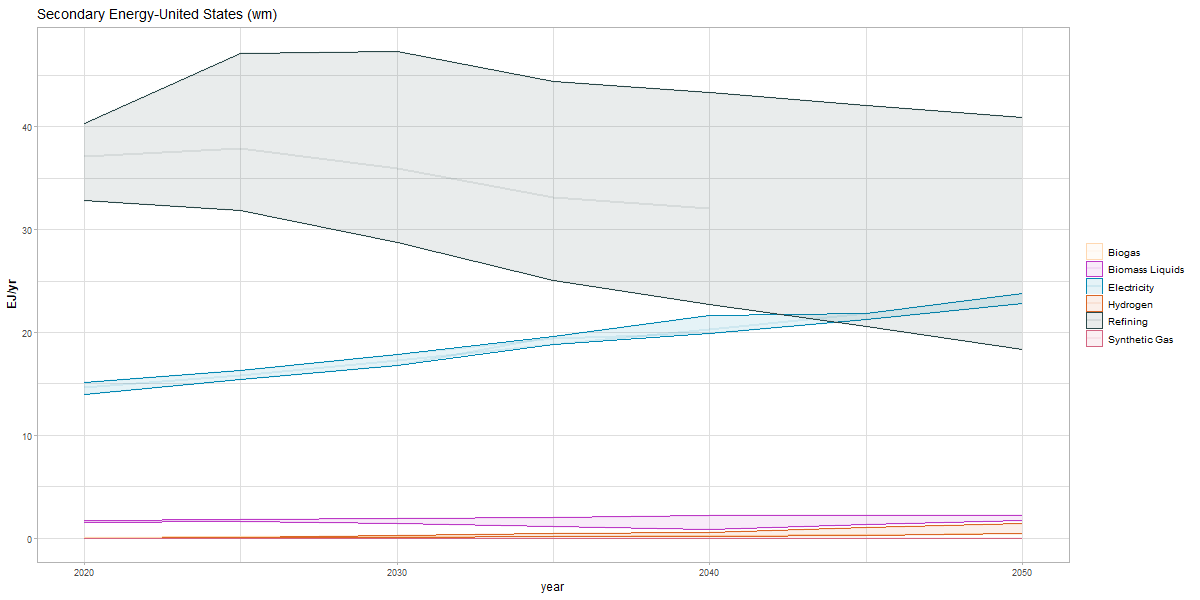 Secondary Energy-United States (wm)
EJ/yr
40
30
20
10
0
2020
2030
2040
2050
year
Biogas
Biomass Liquids
Electricity
Hydrogen
Refining
Synthetic Gas